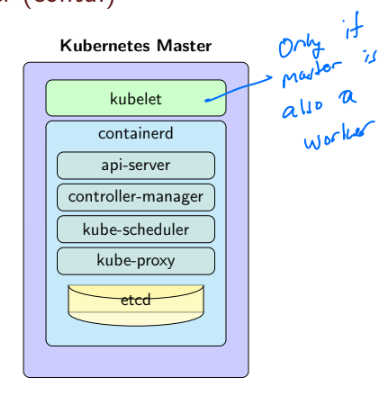 Kubernetes Master
kubelet
containerd
api-server
controller-manager
kube-scheduler
kube-proxy
etcd
Only if
master is
also a
worker